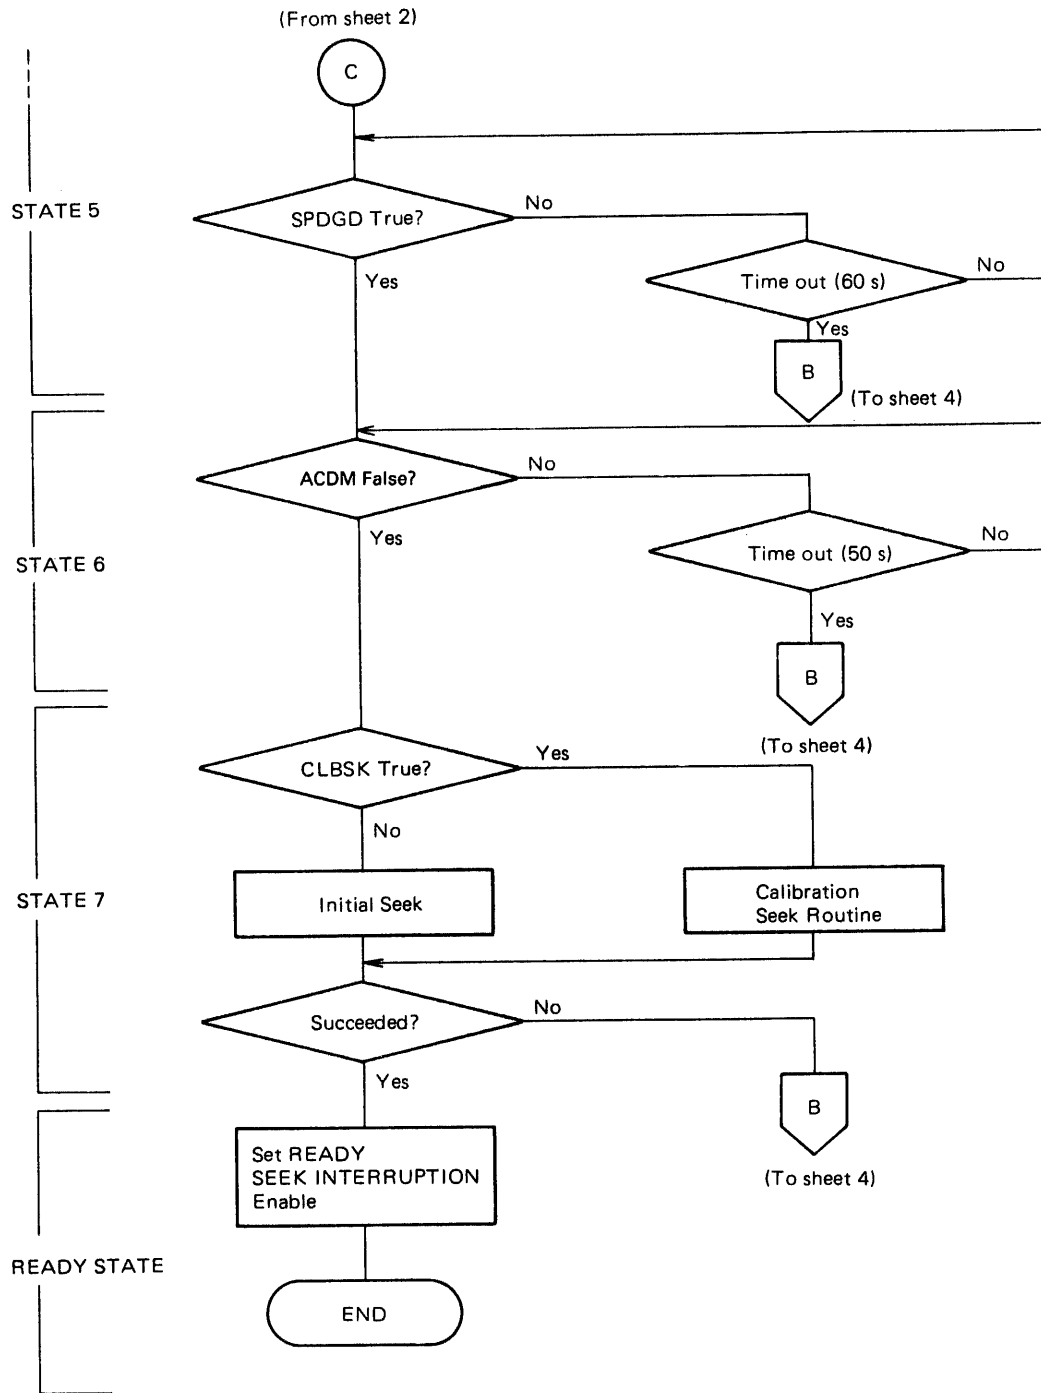 (From sheet 2)
C
STATE 5
SPDGD True?
No
Yes
Time out (60 s)
No
Yes
B
(To sheet 4)
STATE 6
ACDM False?
No
Yes
Time out (50 s)
No
Yes
B
(To sheet 4)
STATE 7
CLBSK True?
Yes
No
Initial Seek
Calibration
Seek Routine
Succeeded?
No
Yes
B
(To sheet 4)
Set READY
SEEK INTERRUPTION
Enable
READY STATE
END